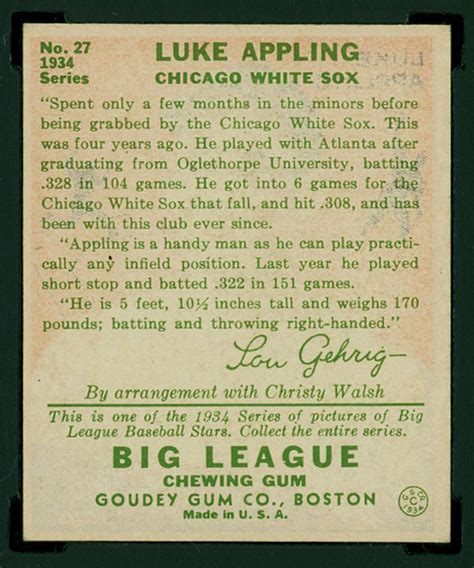 No. 27
1934
Series
LUKE APPLING
CHICAGO WHITE SOX
"Spent only a few months in the minors before
being grabbed by the Chicago White Sox. This
was four years ago. He played with Atlanta after
graduating from Oglethorpe University, batting
.328 in 104 games. He got into 6 games for the
Chicago White Sox that fall, and hit .308, and has
been with this club ever since.
"Appling is a handy man as he can play practi-
cally any infield position. Last year he played
short stop and batted .322 in 151 games.
"He is 5 feet, 10½ inches tall and weighs 170
pounds; batting and throwing right-handed."
Lou Gehrig
By arrangement with Christy Walsh
This is one of the 1934 Series of pictures of Big
League Baseball Stars. Collect the entire series.
BIG LEAGUE
CHEWING GUM
GOUDEY GUM CO., BOSTON
Made in U. S. A.
G.G.CO.
C
1934